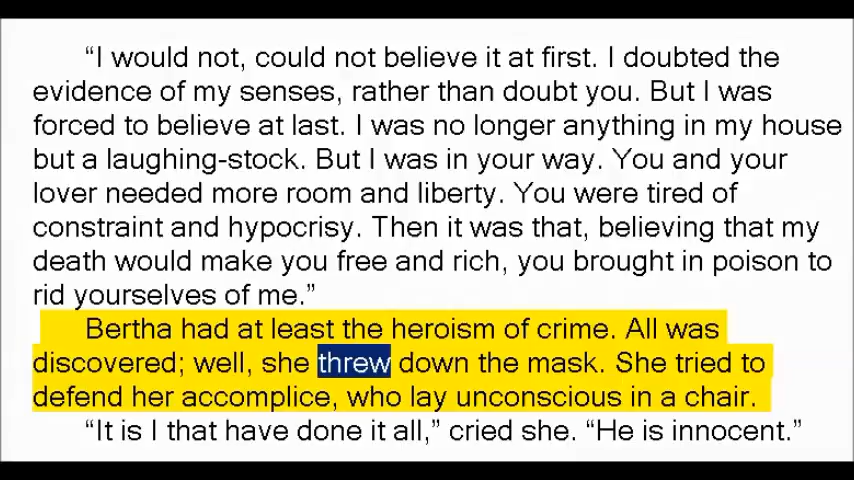 “I would not, could not believe it at first. I doubted the
evidence of my senses, rather than doubt you. But I was
forced to believe at last. I was no longer anything in my house
but a laughing-stock. But I was in your way. You and your
lover needed more room and liberty. You were tired of
constraint and hypocrisy. Then it was that, believing that my
death would make you free and rich, you brought in poison to
rid yourselves of me.”
Bertha had at least the heroism of crime. All was
discovered; well, she threw down the mask. She tried to
defend her accomplice, who lay unconscious in a chair.
“It is I that have done it all,” cried she. “He is innocent.”